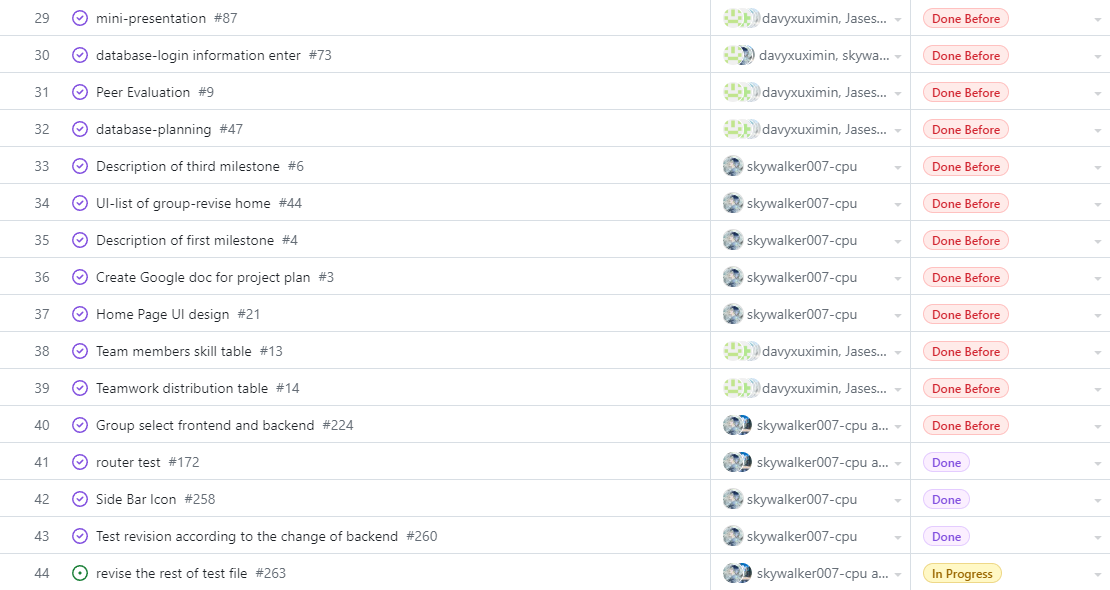 29 mini-presentation #87 davyxuximin, Jases... Done Before
30 database-login information enter #73 davyxuximin, skywa... Done Before
31 Peer Evaluation #9 davyxuximin, Jases... Done Before
32 database-planning #47 davyxuximin, Jases... Done Before
33 Description of third milestone #6 skywalker007-cpu Done Before
34 UI-list of group-revise home #44 skywalker007-cpu Done Before
35 Description of first milestone #4 skywalker007-cpu Done Before
36 Create Google doc for project plan #3 skywalker007-cpu Done Before
37 Home Page UI design #21 skywalker007-cpu Done Before
38 Team members skill table #13 davyxuximin, Jases... Done Before
39 Teamwork distribution table #14 davyxuximin, Jases... Done Before
40 Group select frontend and backend #224 skywalker007-cpu a... Done Before
41 router test #172 skywalker007-cpu a... Done
42 Side Bar Icon #258 skywalker007-cpu Done
43 Test revision according to the change of backend #260 skywalker007-cpu Done
44 revise the rest of test file #263 skywalker007-cpu a... In Progress